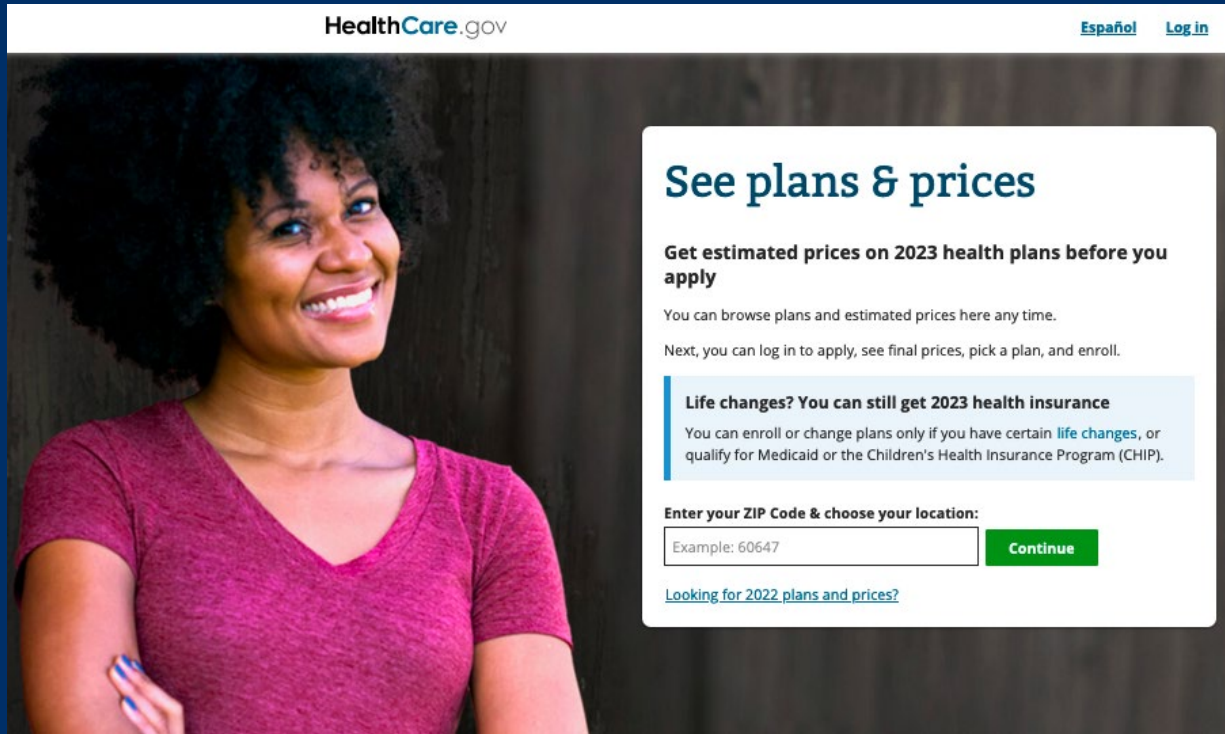 HealthCare.gov
Español
Log in
See plans & prices
Get estimated prices on 2023 health plans before you
apply
You can browse plans and estimated prices here any time.
Next, you can log in to apply, see final prices, pick a plan, and enroll.
Life changes? You can still get 2023 health insurance
You can enroll or change plans only if you have certain life changes, or
qualify for Medicaid or the Children's Health Insurance Program (CHIP).
Enter your ZIP Code & choose your location:
Example: 60647
Continue
Looking for 2022 plans and prices?